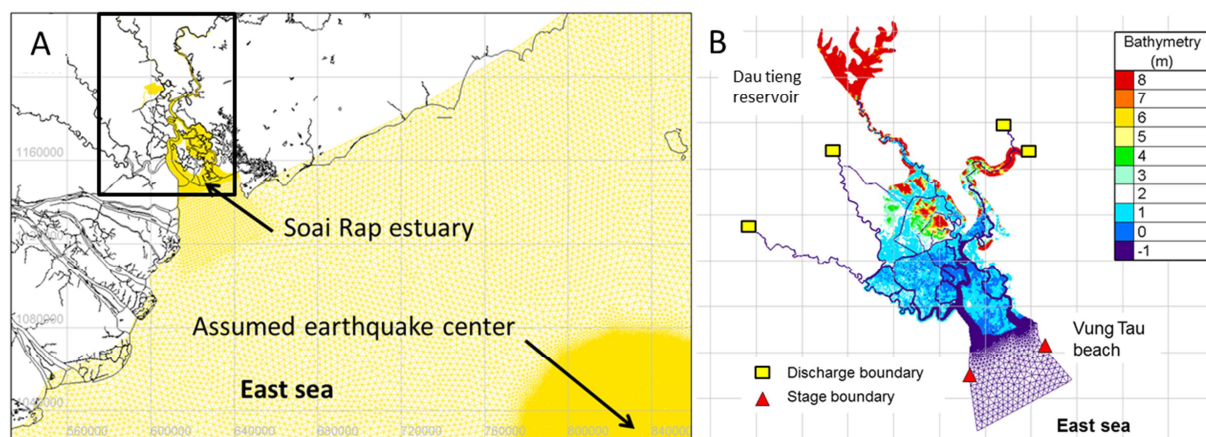 A
1160000
Soai Rap estuary
1080000
Assumed earthquake center
East sea
1040000
560000 600000 640000 680000 720000 760000 800000 840000
B
Dau tieng
reservoir
Bathymetry
(m)
8
7
6
5
4
3
2
1
0
-1
Vung Tau
beach
Discharge boundary
Stage boundary
East sea